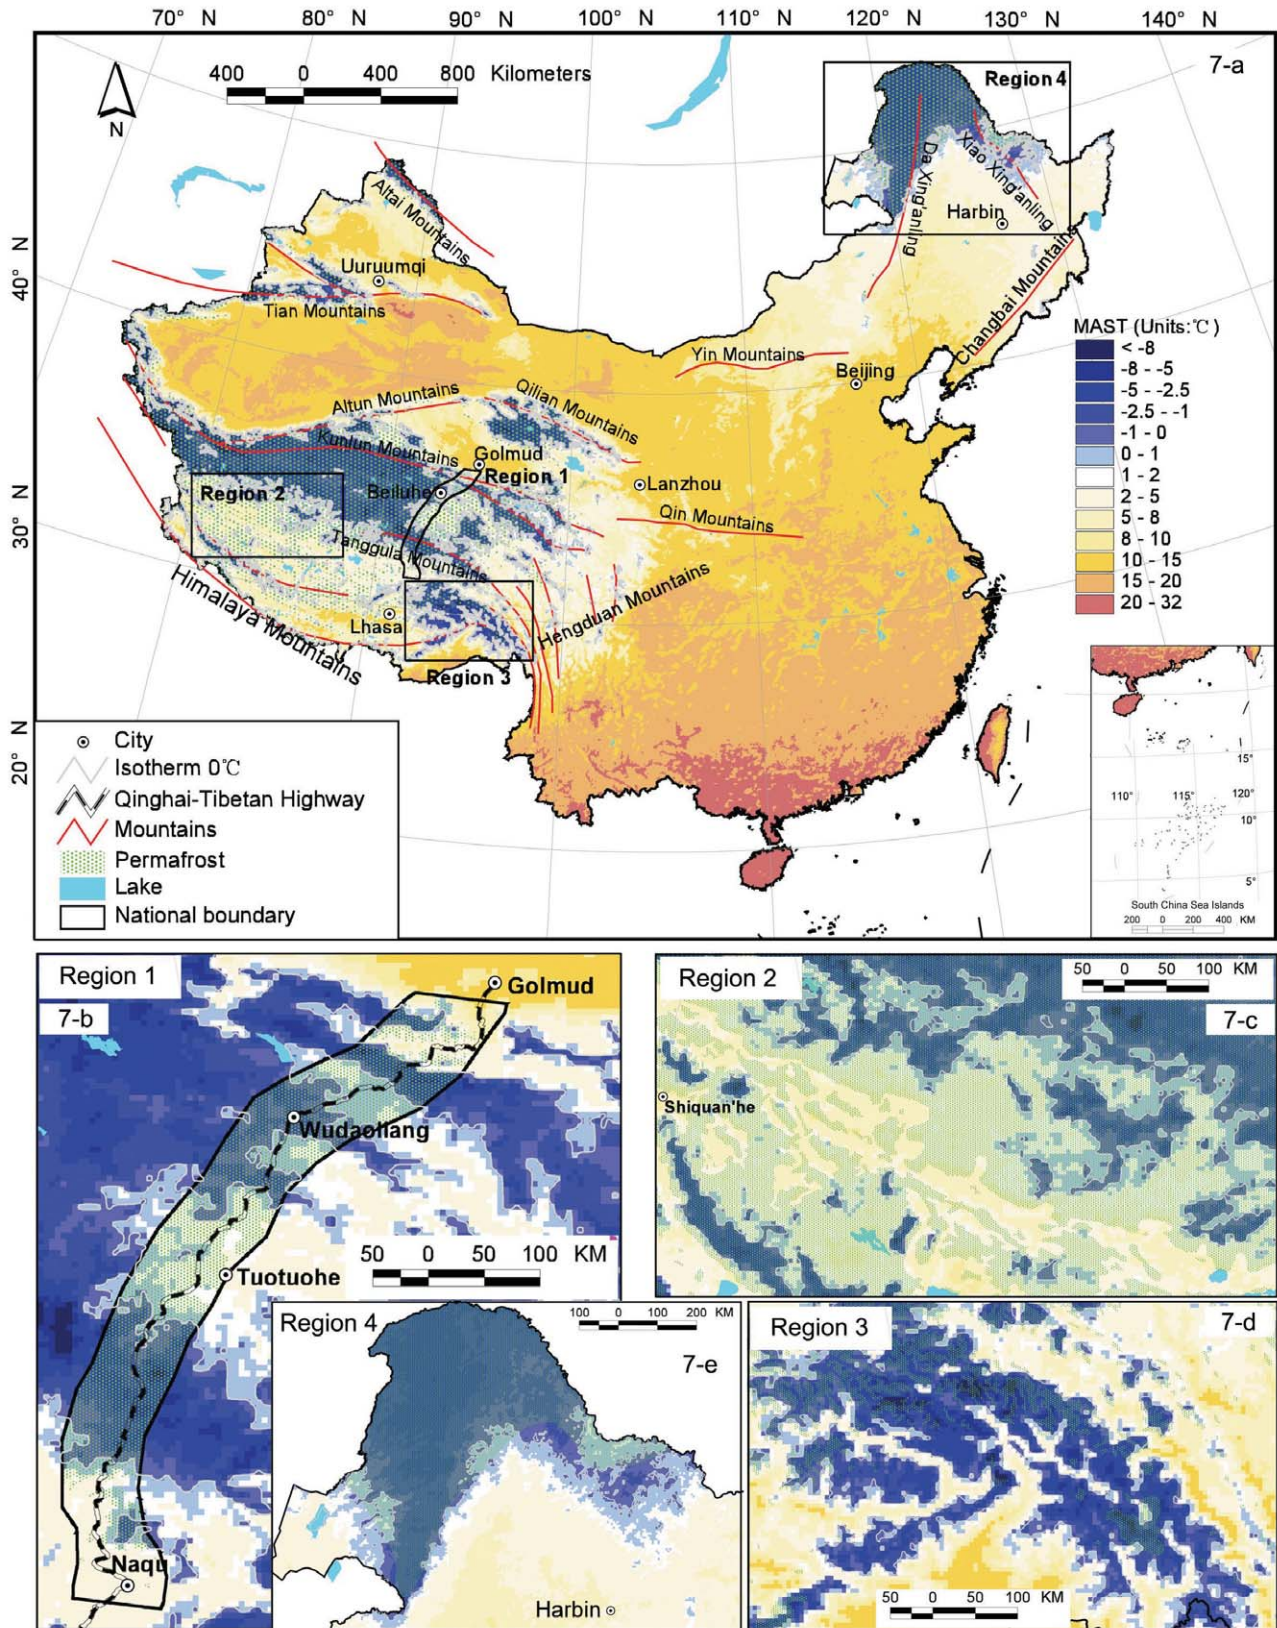 70° N 80° N 90° N 100° N 110° N 120° N 130° N 140° N
7-a
400 0 400 800 Kilometers
N
Region 4
Da Xing'anling
Xiao Xing'anling
Harbin
Altai Mountains
Uuruumqi
Tian Mountains
Changbai Mountains
40° N
30° N
20° N
Yin Mountains
Beijing
Altun Mountains
Qilian Mountains
Kunlun Mountains
Golmud
Region 1
Region 2
Beiluhe
Lanzhou
Qin Mountains
Tanggula Mountains
Himalaya Mountains
Lhasa
Hengduan Mountains
Region 3
MAST (Units:℃)
< -8
-8 - -5
-5 - -2.5
-2.5 - -1
-1 - 0
0 - 1
1 - 2
2 - 5
5 - 8
8 - 10
10 - 15
15 - 20
20 - 32
City
Isotherm 0℃
Qinghai-Tibetan Highway
Mountains
Permafrost
Lake
National boundary
15°
110° 115° 120°
10°
5°
South China Sea Islands
200 0 200 400 KM
Region 1
7-b
Golmud
Wudaoliang
50 0 50 100 KM
Tuotuohe
Naqu
Region 2
50 0 50 100 KM
7-c
Shiquan'he
Region 4
100 0 100 200 KM
7-e
Harbin
Region 3
7-d
50 0 50 100 KM